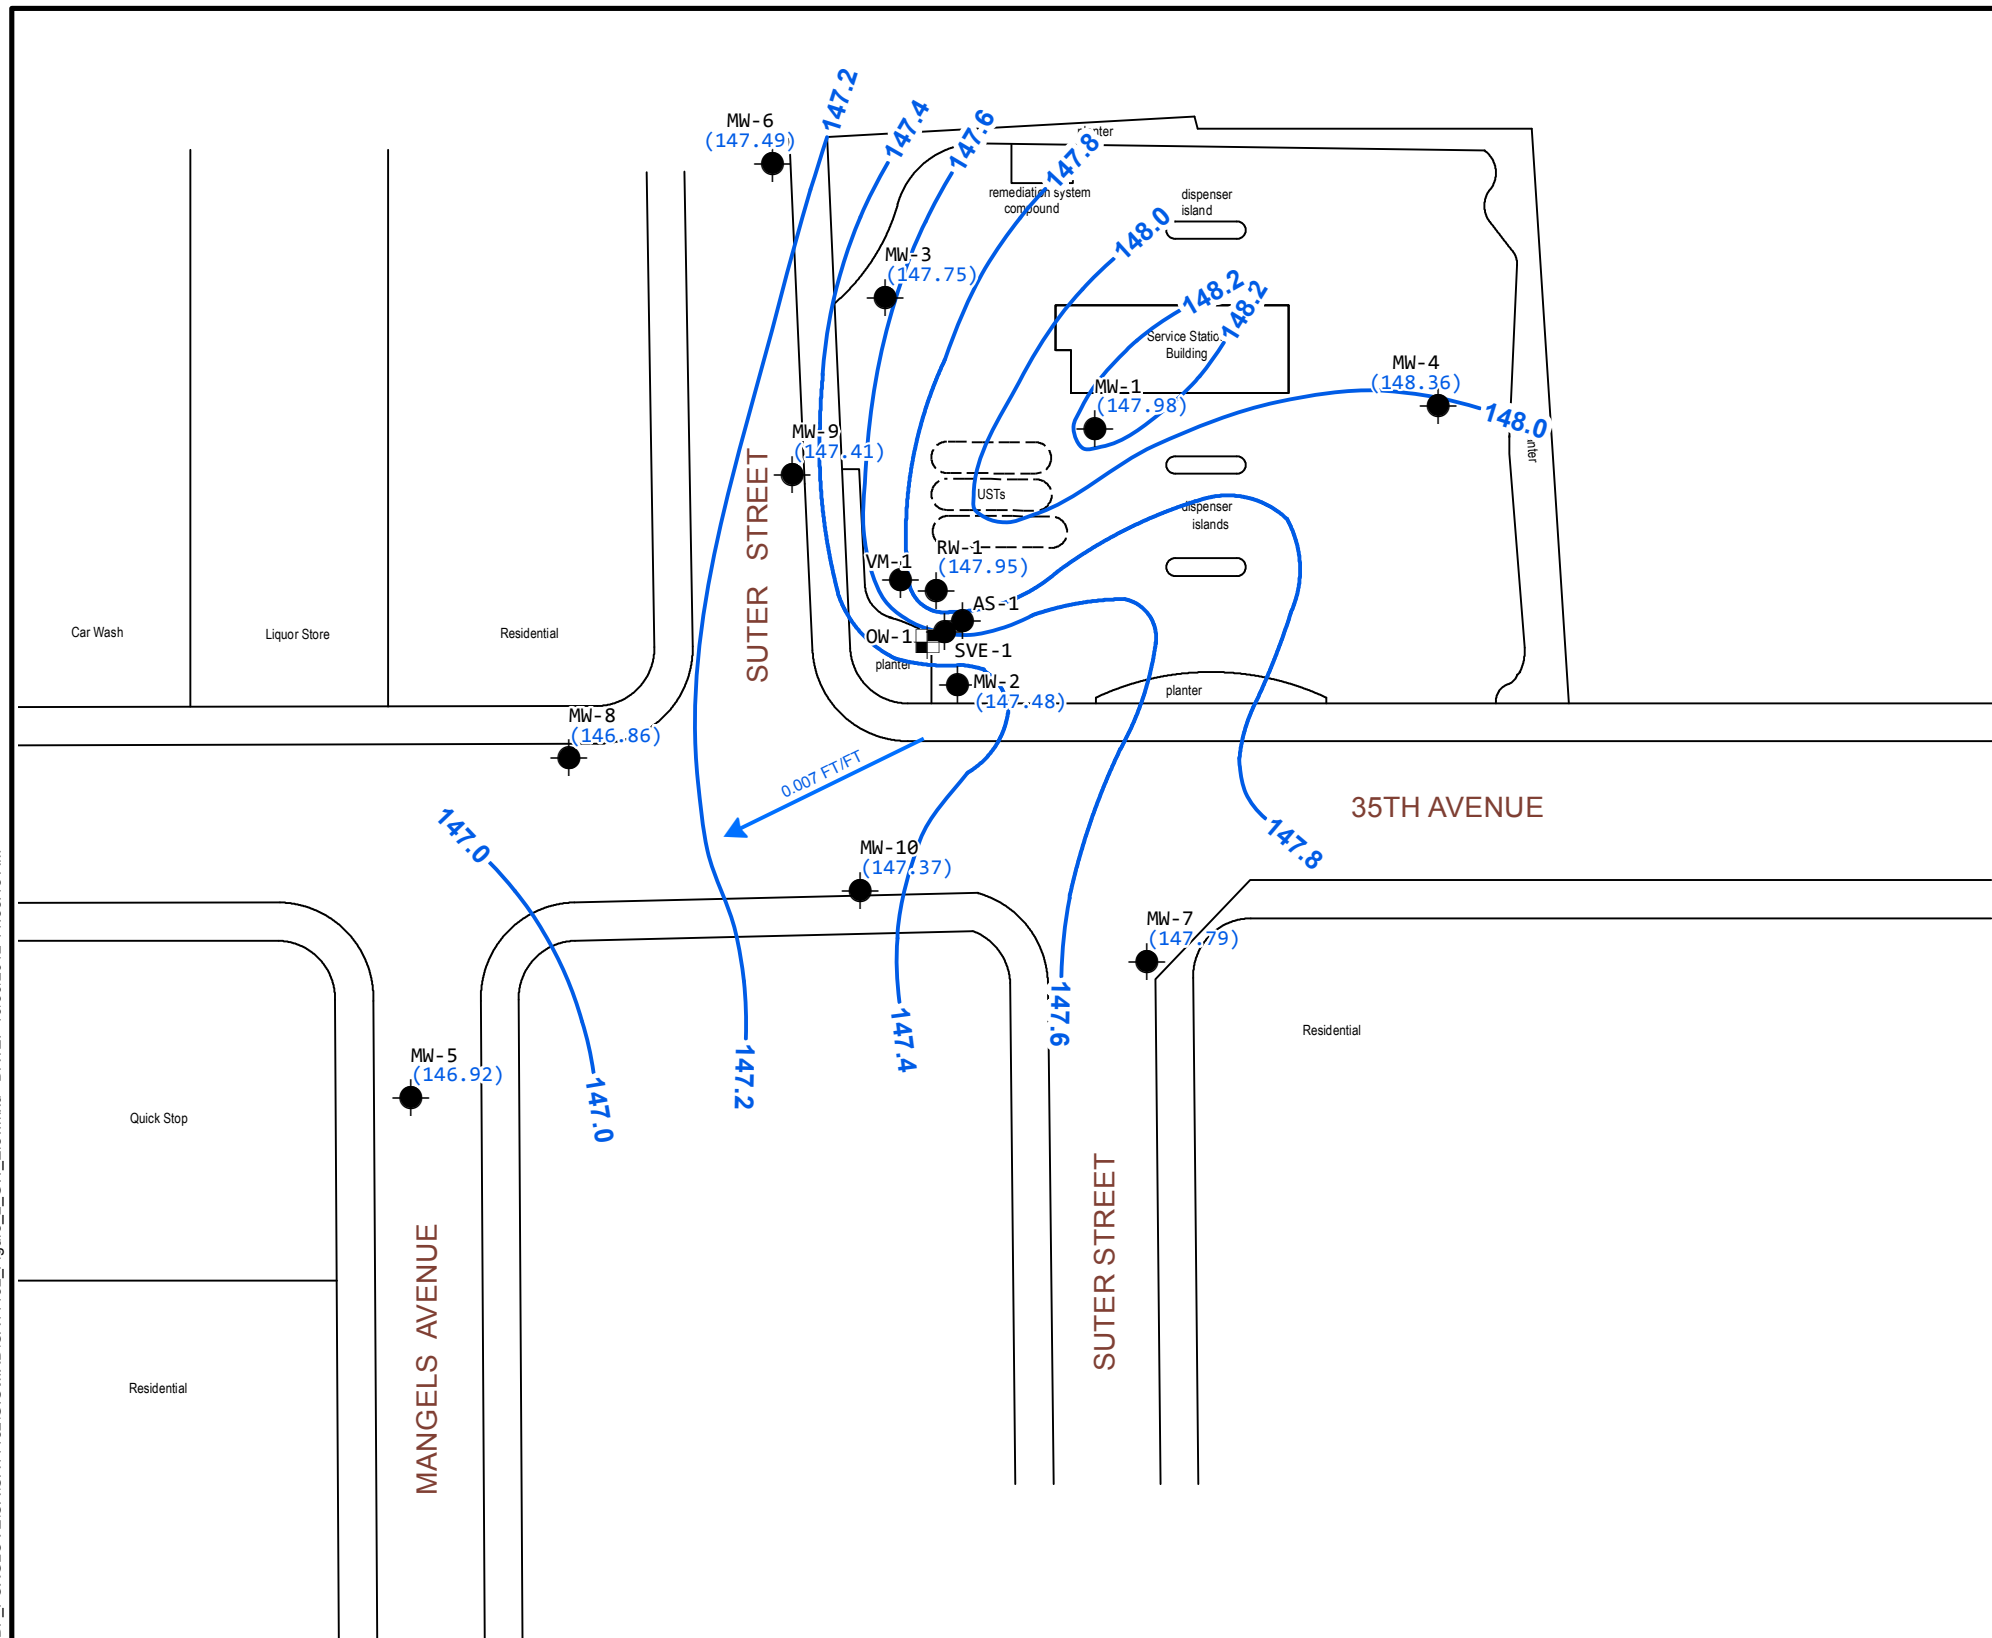 147.2
147.4
147.6
147.8
MW-6
(147.49)
planter
remediation system
compound
dispenser
island
148.0
MW-3
(147.75)
148.2
148.2
Service Statio
Building
MW-4
(148.36)
148.0
MW-1
(147.98)
MW-9
(147.41)
nter
SUTER STREET
USTs
dispenser
islands
RW-1
(147.95)
VM-1
AS-1
OW-1
SVE-1
planter
MW-2
(147.48)
planter
Car Wash
Liquor Store
Residential
MW-8
(146.86)
0.007 FT/FT
35TH AVENUE
147.0
147.8
MW-10
(147.37)
MW-7
(147.79)
147.6
147.4
147.2
147.0
Residential
MW-5
(146.92)
Quick Stop
MANGELS AVENUE
SUTER STREET
Residential